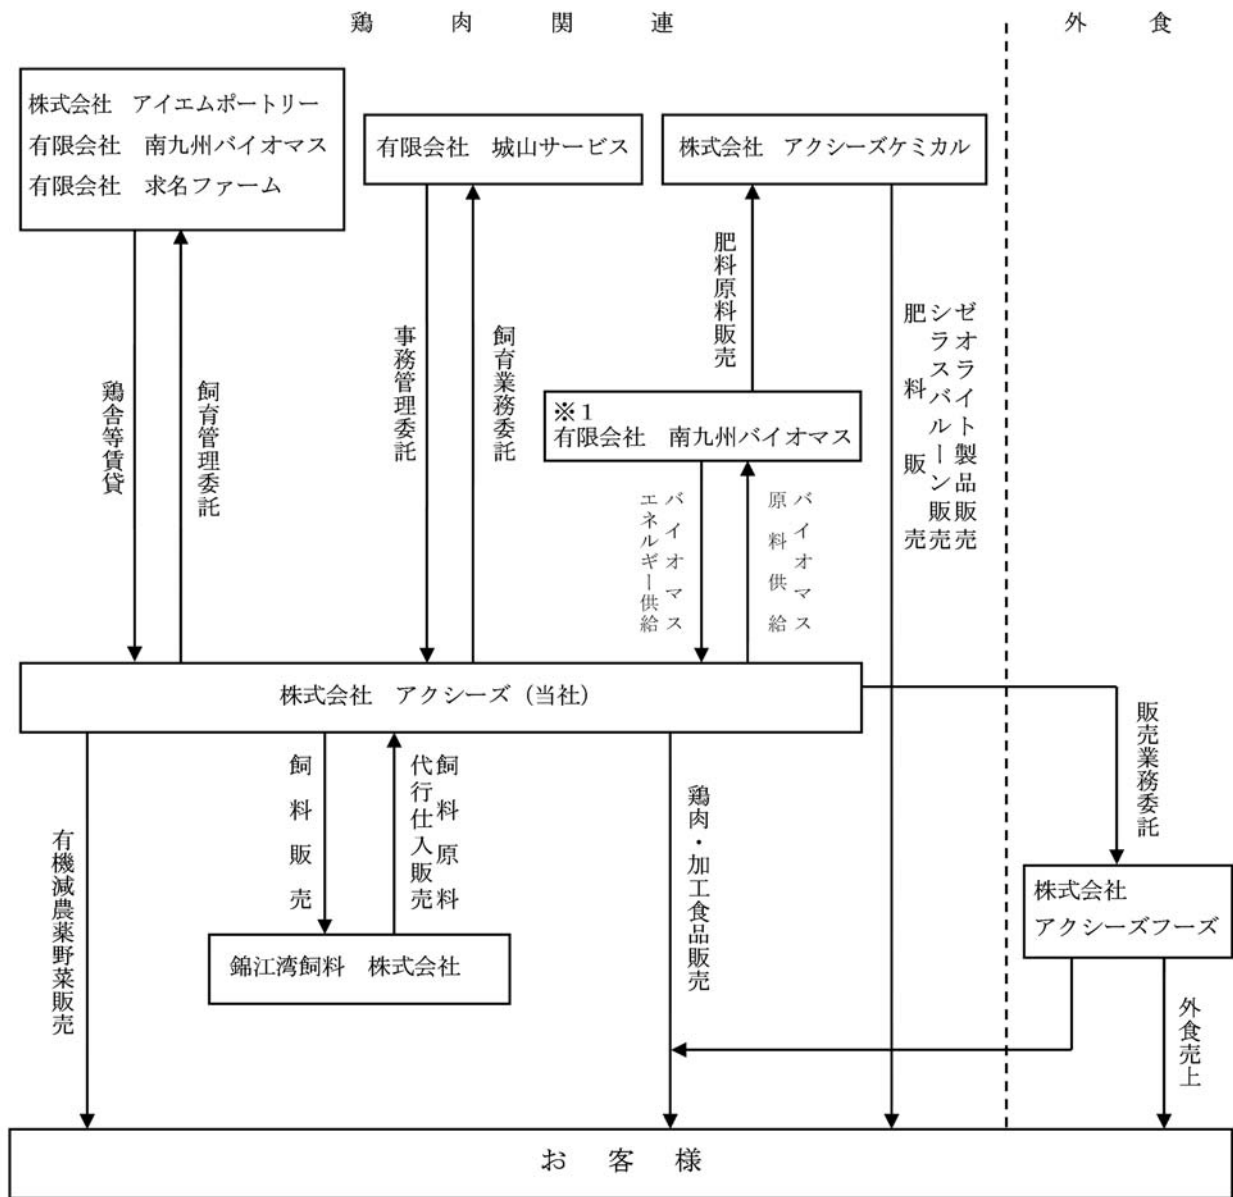 鶏肉関連
外食
株式会社　アイエムポートリー
有限会社　南九州バイオマス
有限会社　求名ファーム
有限会社　城山サービス
株式会社　アクシーズケミカル
鶏舎等賃貸
飼育管理委託
事務管理委託
飼育業務委託
肥料原料販売
ゼオライト製品販売
シラスバルーン販売
肥料販売
※１
有限会社　南九州バイオマス
バイオマス
エネルギー供給
バイオマス
原料供給
株式会社　アクシーズ（当社）
有機減農薬野菜販売
飼料販売
飼料原料
代行仕入販売
鶏肉・加工食品販売
販売業務委託
錦江湾飼料　株式会社
株式会社
アクシーズフーズ
外食売上
お客様